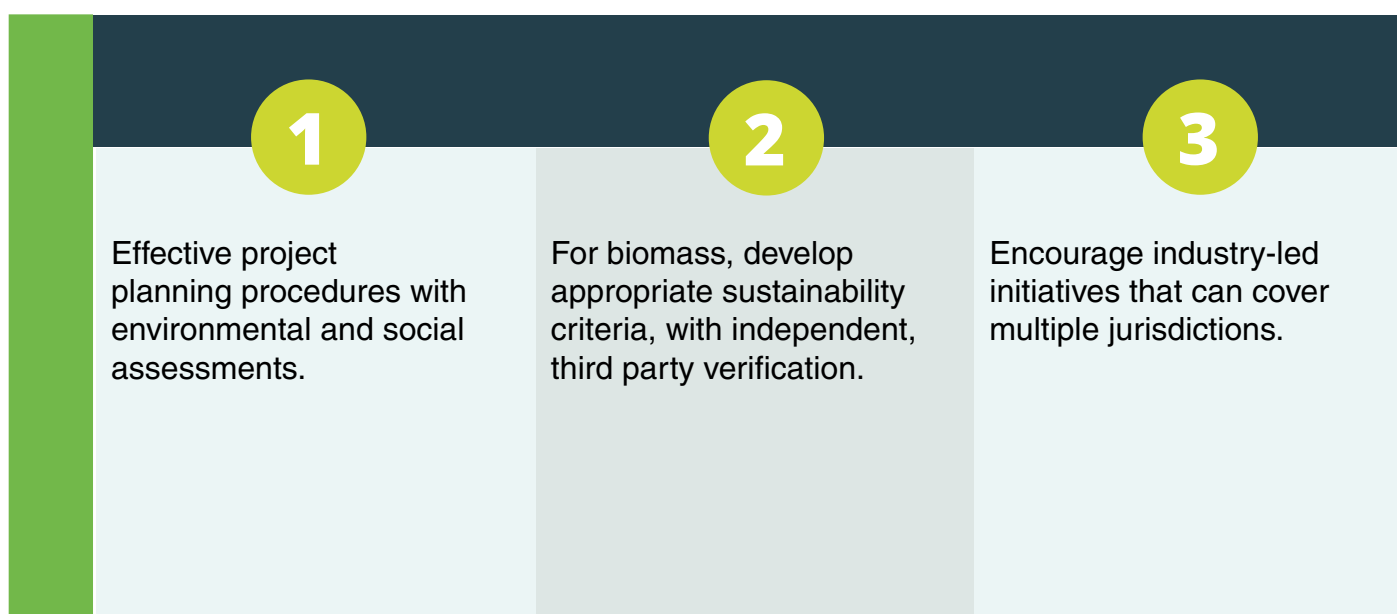 1
Effective project
planning procedures with
environmental and social
assessments.
2
For biomass, develop
appropriate sustainability
criteria, with independent,
third party verification.
3
Encourage industry-led
initiatives that can cover
multiple jurisdictions.